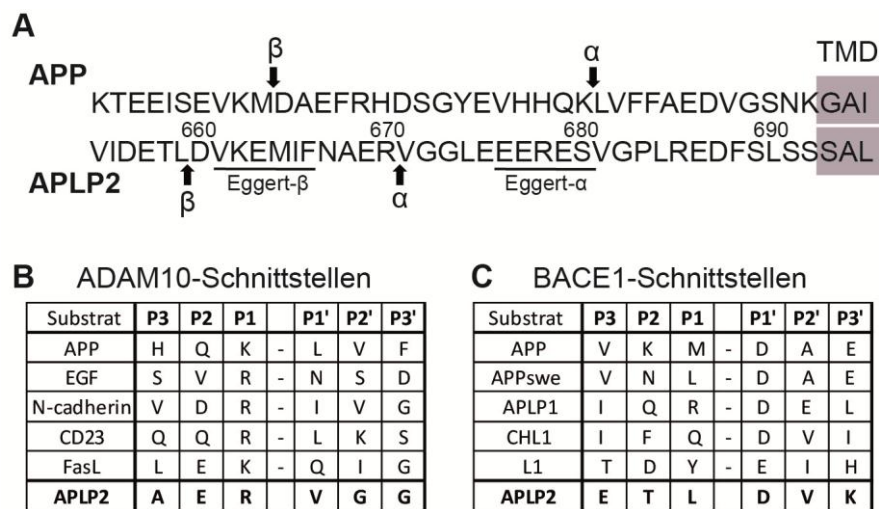 A
β α TMD
APP
KTEEISEVKMDAEFRHDSGYEVHHQKLVFFAEDVGSNKGAI
660 670 680 690
VIDETLDVKEMIFNAERVGGLEEEERESVGPLREDFSLSSSAL
APLP2
β Eggert-β α Eggert-α
B ADAM10-Schnittstellen
Substrat P3 P2 P1 P1' P2' P3'
APP H Q K - L V F
EGF S V R - N S D
N-cadherin V D R - I V G
CD23 Q Q R - L K S
FasL L E K - Q I G
APLP2 A E R V G G
C BACE1-Schnittstellen
Substrat P3 P2 P1 - P1' P2' P3'
APP V K M - D A E
APPswe V N L - D A E
APLP1 I Q R - D E L
CHL1 I F Q - D V I
L1 T D Y - E I H
APLP2 E T L D V K